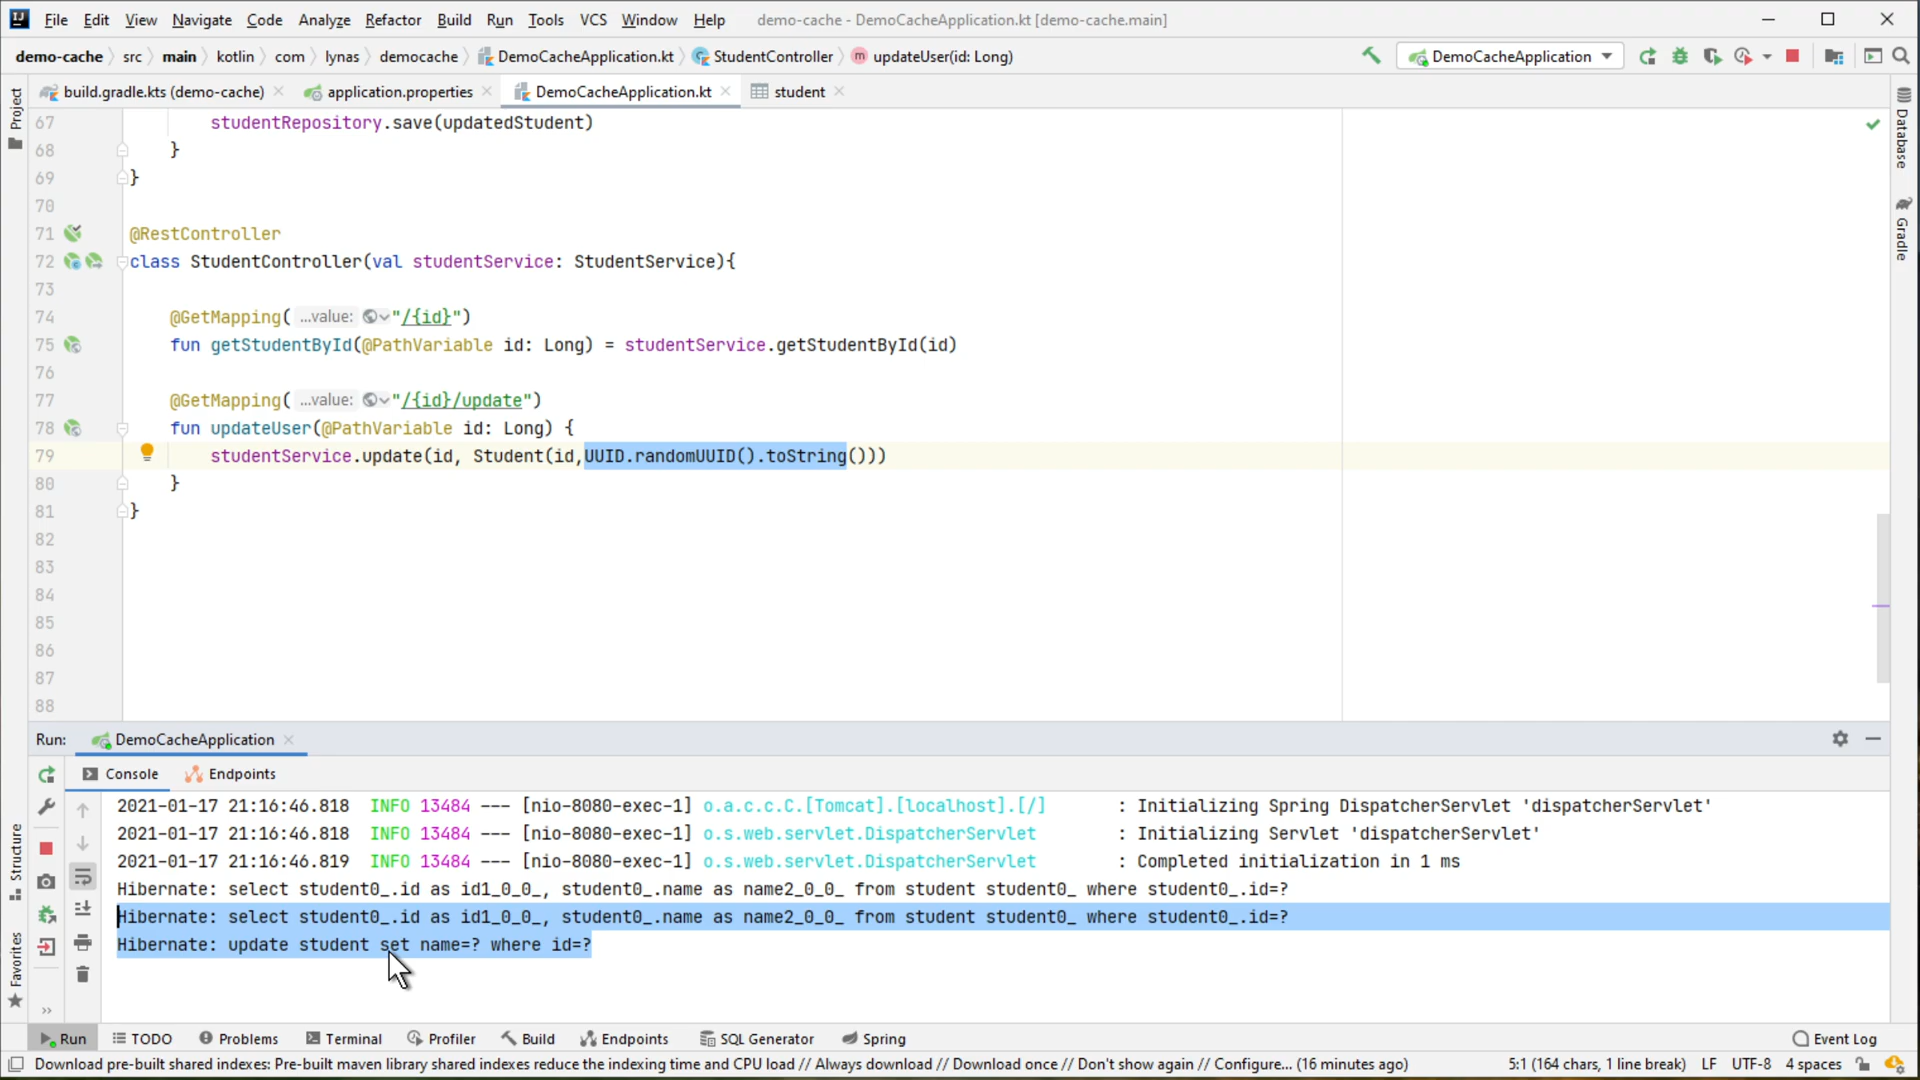 File Edit View Navigate Code Analyze Refactor Build Run Tools VCS Window Help demo-cache - DemoCacheApplication.kt [demo-cache.main]
demo-cache src main kotlin com lynas democache DemoCacheApplication.kt StudentController updateUser(id: Long) DemoCacheApplication
build.gradle.kts (demo-cache) application.properties DemoCacheApplication.kt student
Project
Database
Gradle
67 studentRepository.save(updatedStudent)
68 }
69 }
70
71 @RestController
72 class StudentController(val studentService: StudentService){
73
74 @GetMapping( ...value: "/{id}")
75 fun getStudentById(@PathVariable id: Long) = studentService.getStudentById(id)
76
77 @GetMapping( ...value: "/{id}/update")
78 fun updateUser(@PathVariable id: Long) {
79 studentService.update(id, Student(id,UUID.randomUUID().toString()))
80 }
81 }
82
83
84
85
86
87
88
Run: DemoCacheApplication
Console Endpoints
2021-01-17 21:16:46.818 INFO 13484 --- [nio-8080-exec-1] o.a.c.c.C.[Tomcat].[localhost].[/] : Initializing Spring DispatcherServlet 'dispatcherServlet'
2021-01-17 21:16:46.818 INFO 13484 --- [nio-8080-exec-1] o.s.web.servlet.DispatcherServlet : Initializing Servlet 'dispatcherServlet'
2021-01-17 21:16:46.819 INFO 13484 --- [nio-8080-exec-1] o.s.web.servlet.DispatcherServlet : Completed initialization in 1 ms
Hibernate: select student0_.id as id1_0_0_, student0_.name as name2_0_0_ from student student0_ where student0_.id=?
Hibernate: select student0_.id as id1_0_0_, student0_.name as name2_0_0_ from student student0_ where student0_.id=?
Hibernate: update student set name=? where id=?
Structure
Favorites
Run TODO Problems Terminal Profiler Build Endpoints SQL Generator Spring Event Log
Download pre-built shared indexes: Pre-built maven library shared indexes reduce the indexing time and CPU load // Always download // Download once // Don't show again // Configure... (16 minutes ago) 5:1 (164 chars, 1 line break) LF UTF-8 4 spaces